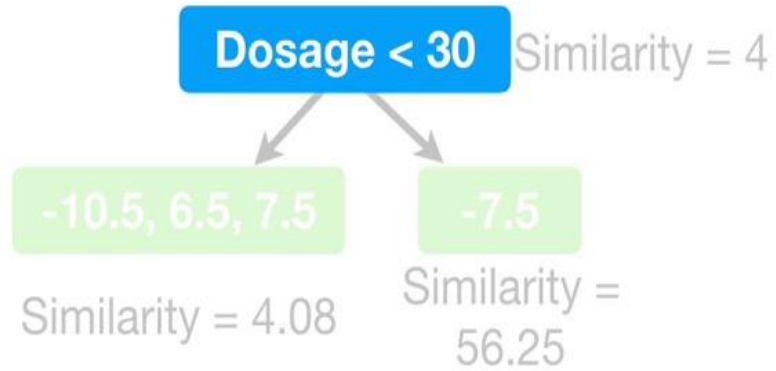 Dosage < 30 Similarity = 4
-10.5, 6.5, 7.5 -7.5
Similarity = 4.08
Similarity =
56.25